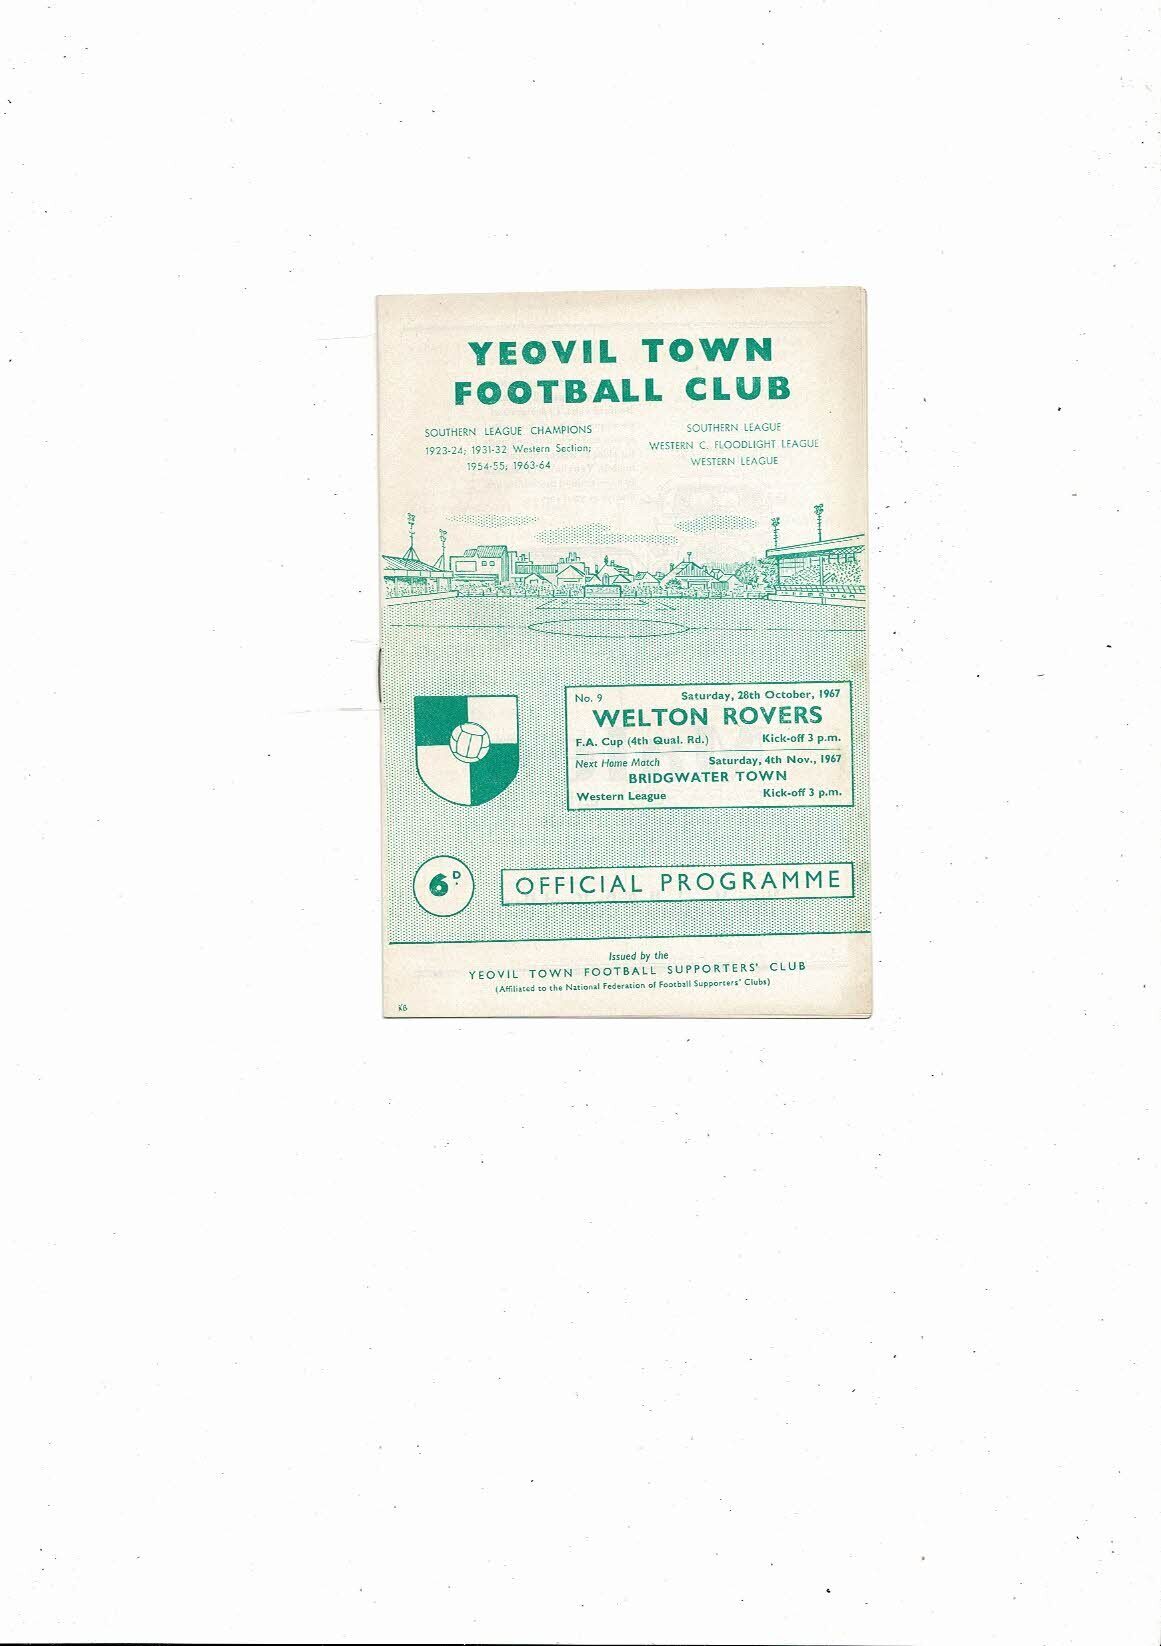 YEOVIL TOWN
FOOTBALL CLUB
SOUTHERN LEAGUE CHAMPIONS
1923-24; 1931-32 Western Section;
1954-55; 1963-64
SOUTHERN LEAGUE
WESTERN C. FLOODLIGHT LEAGUE
WESTERN LEAGUE
No. 9 Saturday, 28th October, 1967
WELTON ROVERS
F.A. Cup (4th Qual. Rd.) Kick-off 3 p.m.
Next Home Match Saturday, 4th Nov., 1967
BRIDGWATER TOWN
Western League Kick-off 3 p.m.
6D.
OFFICIAL PROGRAMME
Issued by the
YEOVIL TOWN FOOTBALL SUPPORTERS' CLUB
(Affiliated to the National Federation of Football Supporters' Clubs)
KB